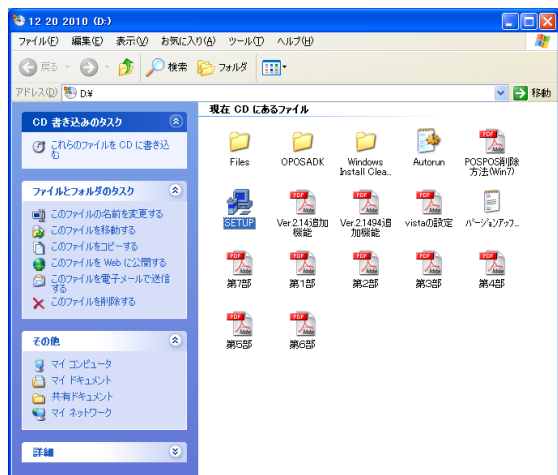 12 20 2010 (D:)
ファイル(F) 編集(E) 表示(V) お気に入り(A) ツール(T) ヘルプ(H)
戻る 検索 フォルダ
アドレス(D) D¥ 移動
CD 書き込みのタスク
これらのファイルを CD に書き込
む
ファイルとフォルダのタスク
このファイルの名前を変更する
このファイルを移動する
このファイルをコピーする
このファイルを Web に公開する
このファイルを電子メールで送信
する
このファイルを削除する
その他
マイ コンピュータ
マイ ドキュメント
共有ドキュメント
マイ ネットワーク
詳細
現在 CD にあるファイル
Files OPOSADK Windows Autorun POSPOS削除
Install Clea... 方法(Win7)
SETUP Ver.2.14追加 Ver.2.1494追 vistaの設定 バージョンアップ...
機能 加機能
第7部 第1部 第2部 第3部 第4部
第5部 第6部